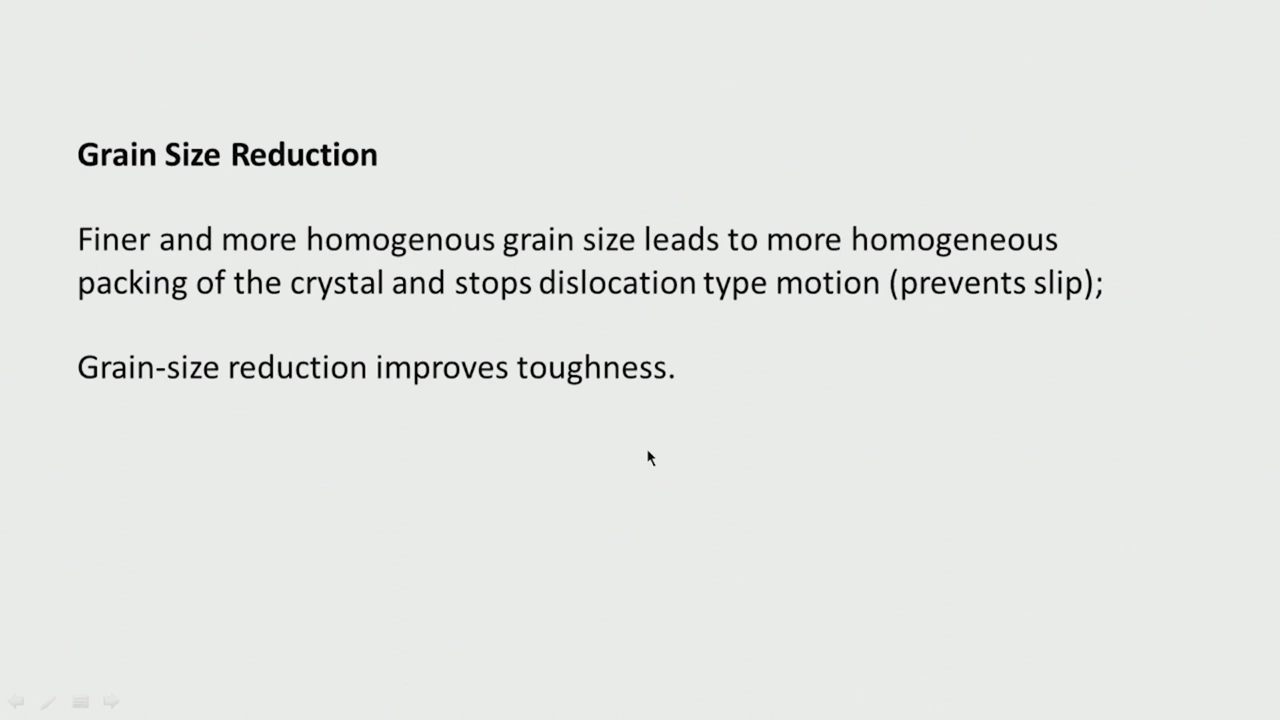 Grain Size Reduction
Finer and more homogenous grain size leads to more homogeneous
packing of the crystal and stops dislocation type motion (prevents slip);
Grain-size reduction improves toughness.